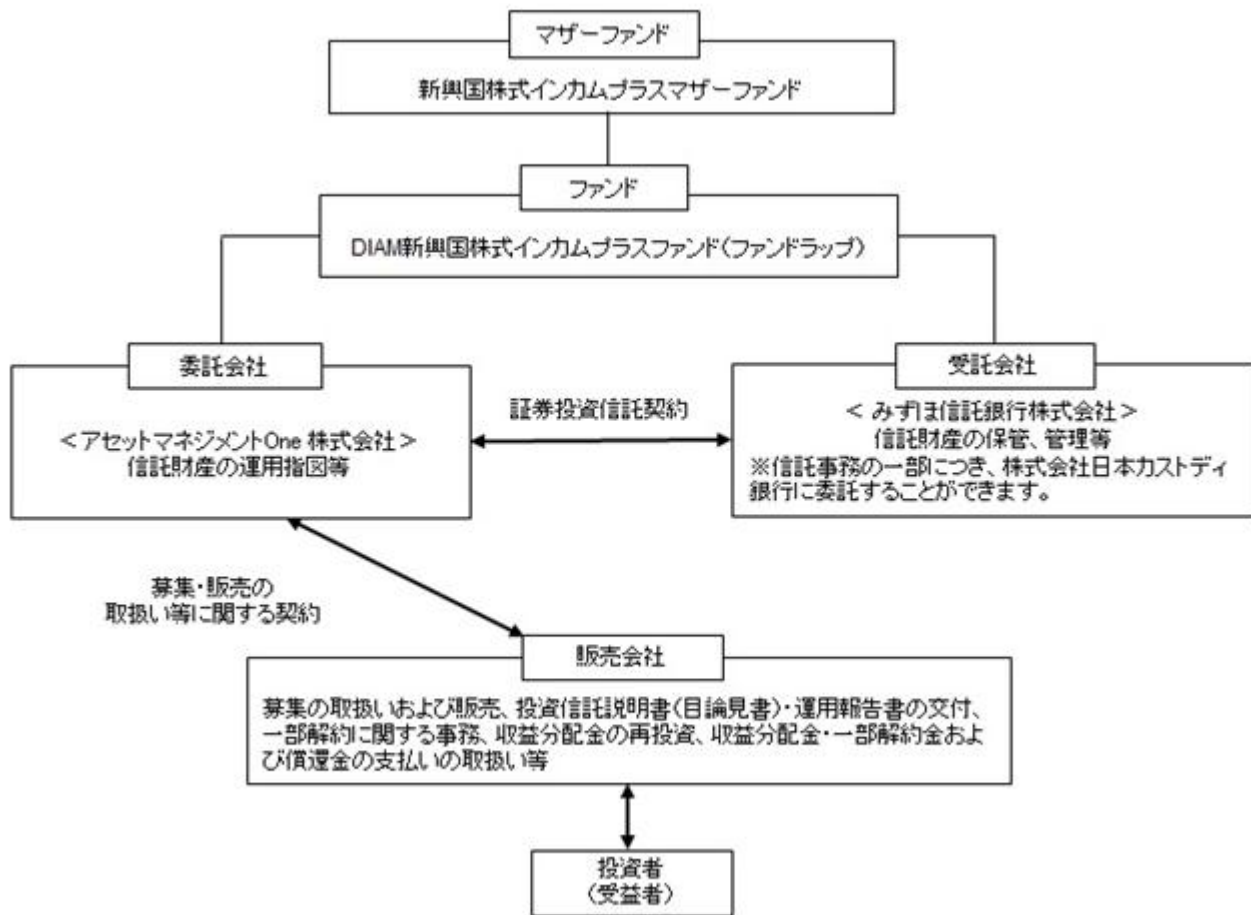 マザーファンド
新興国株式インカムプラスマザーファンド
ファンド
DIAM新興国株式インカムプラスファンド(ファンドラップ)
委託会社
<アセットマネジメントOne 株式会社>
信託財産の運用指図等
証券投資信託契約
受託会社
< みずほ信託銀行株式会社>
信託財産の保管、管理等
※信託事務の一部につき、株式会社日本カストディ
銀行に委託することができます。
募集・販売の
取扱い等に関する契約
販売会社
募集の取扱いおよび販売、投資信託説明書(目論見書)・運用報告書の交付、
一部解約に関する事務、収益分配金の再投資、収益分配金・一部解約金およ
び償還金の支払いの取扱い等
投資者
(受益者)